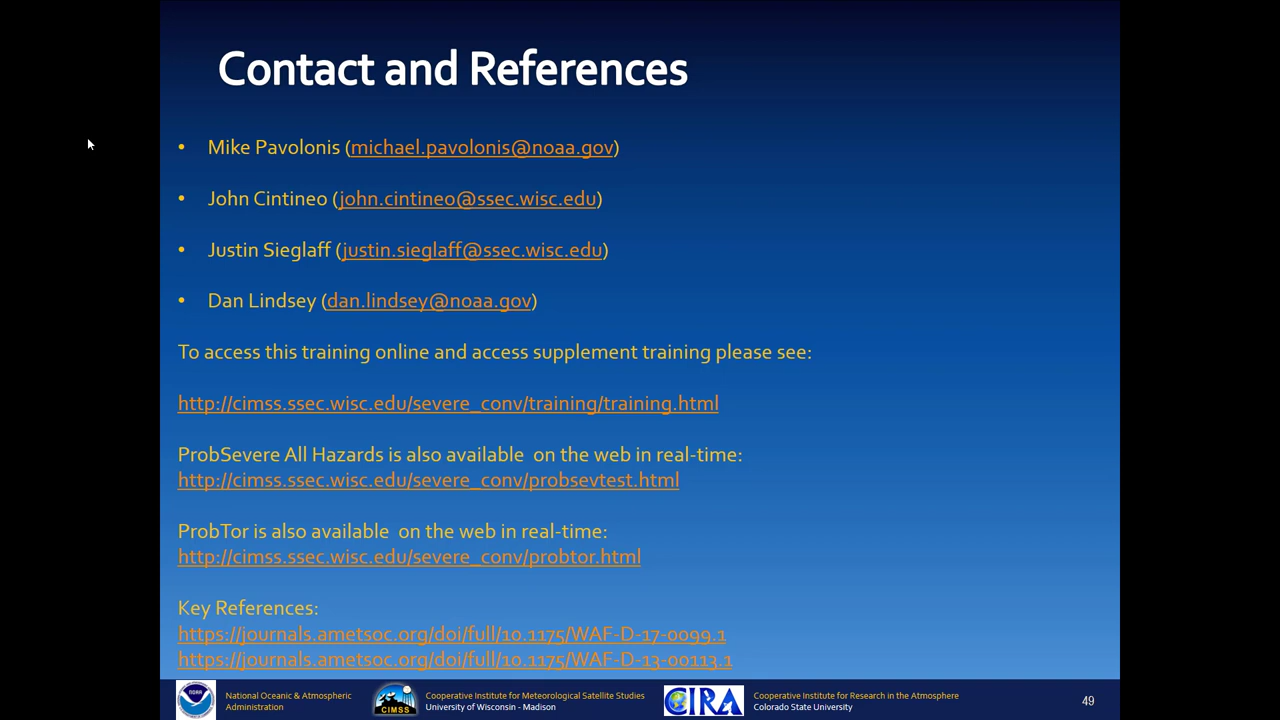 Contact and References
• Mike Pavolonis (michael.pavolonis@noaa.gov)
• John Cintineo (john.cintineo@ssec.wisc.edu)
• Justin Sieglaff (justin.sieglaff@ssec.wisc.edu)
• Dan Lindsey (dan.lindsey@noaa.gov)
To access this training online and access supplement training please see:
http://cimss.ssec.wisc.edu/severe_conv/training/training.html
ProbSevere All Hazards is also available  on the web in real-time:
http://cimss.ssec.wisc.edu/severe_conv/probsevtest.html
ProbTor is also available  on the web in real-time:
http://cimss.ssec.wisc.edu/severe_conv/probtor.html
Key References:
https://journals.ametsoc.org/doi/full/10.1175/WAF-D-17-0099.1
https://journals.ametsoc.org/doi/full/10.1175/WAF-D-13-00113.1
NOAA
National Oceanic & Atmospheric
Administration
CIMSS
Cooperative Institute for Meteorological Satellite Studies
University of Wisconsin - Madison
CIRA
Cooperative Institute for Research in the Atmosphere
Colorado State University
49